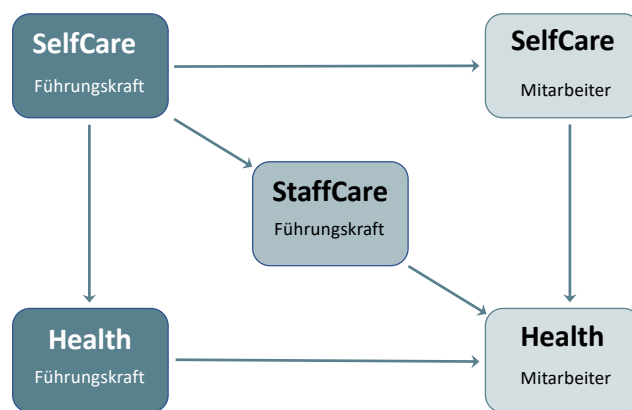 SelfCare
Führungskraft
SelfCare
Mitarbeiter
StaffCare
Führungskraft
Health
Führungskraft
Health
Mitarbeiter